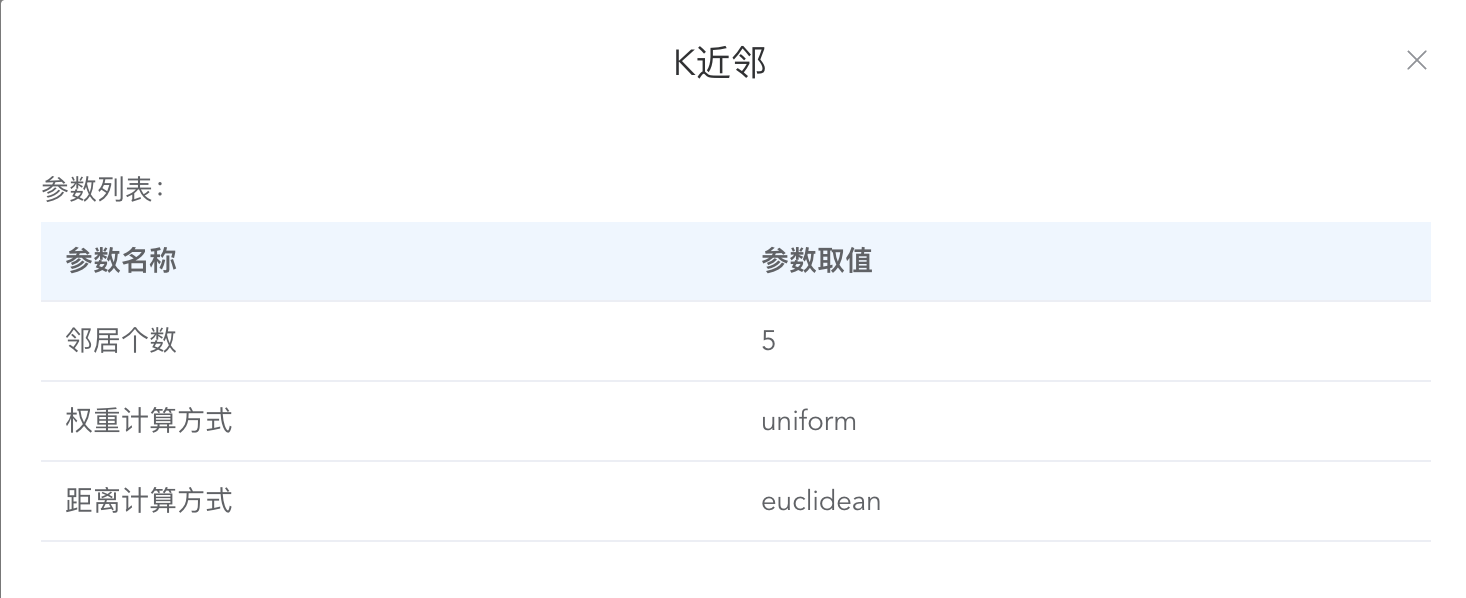 K近邻
参数列表：
参数名称 参数取值
邻居个数 5
权重计算方式 uniform
距离计算方式 euclidean